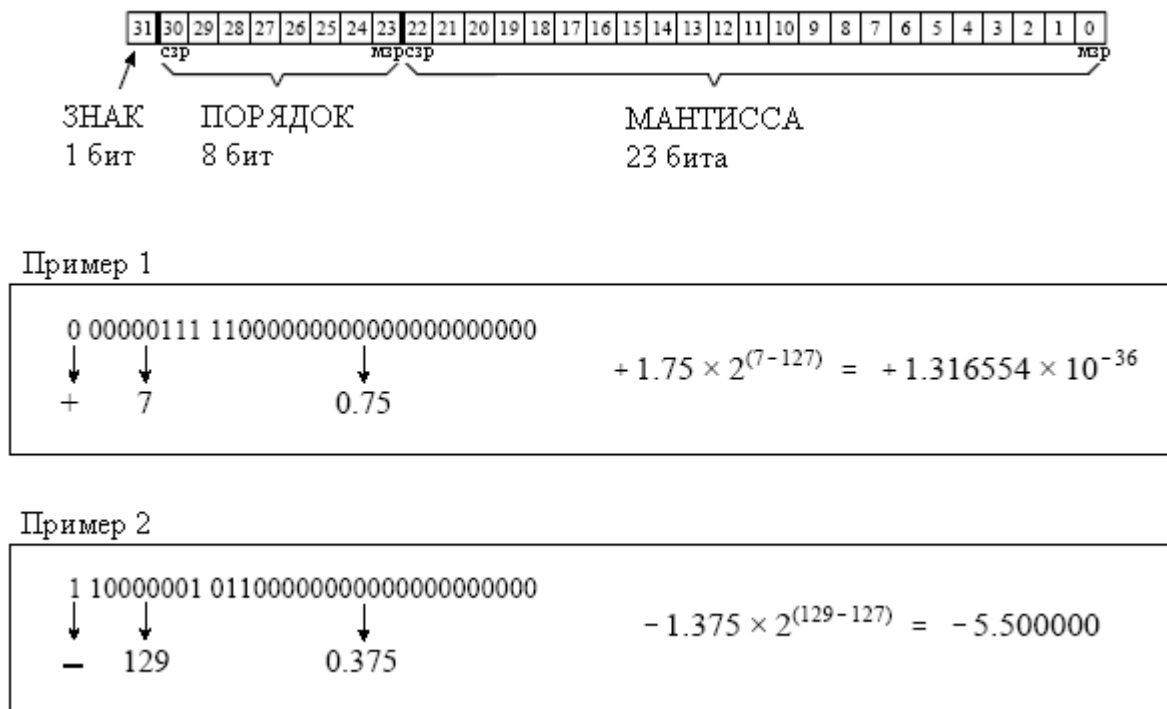 31 30 29 28 27 26 25 24 23 22 21 20 19 18 17 16 15 14 13 12 11 10 9 8 7 6 5 4 3 2 1 0
сзр мзр сзр мзр
ЗНАК ПОРЯДОК МАНТИССА
1 бит 8 бит 23 бита
Пример 1
0 00000111 11000000000000000000000
+ 7 0.75
+1.75 × 2^(7−127) = +1.316554 × 10^−36
Пример 2
1 10000001 01100000000000000000000
− 129 0.375
−1.375 × 2^(129−127) = −5.500000